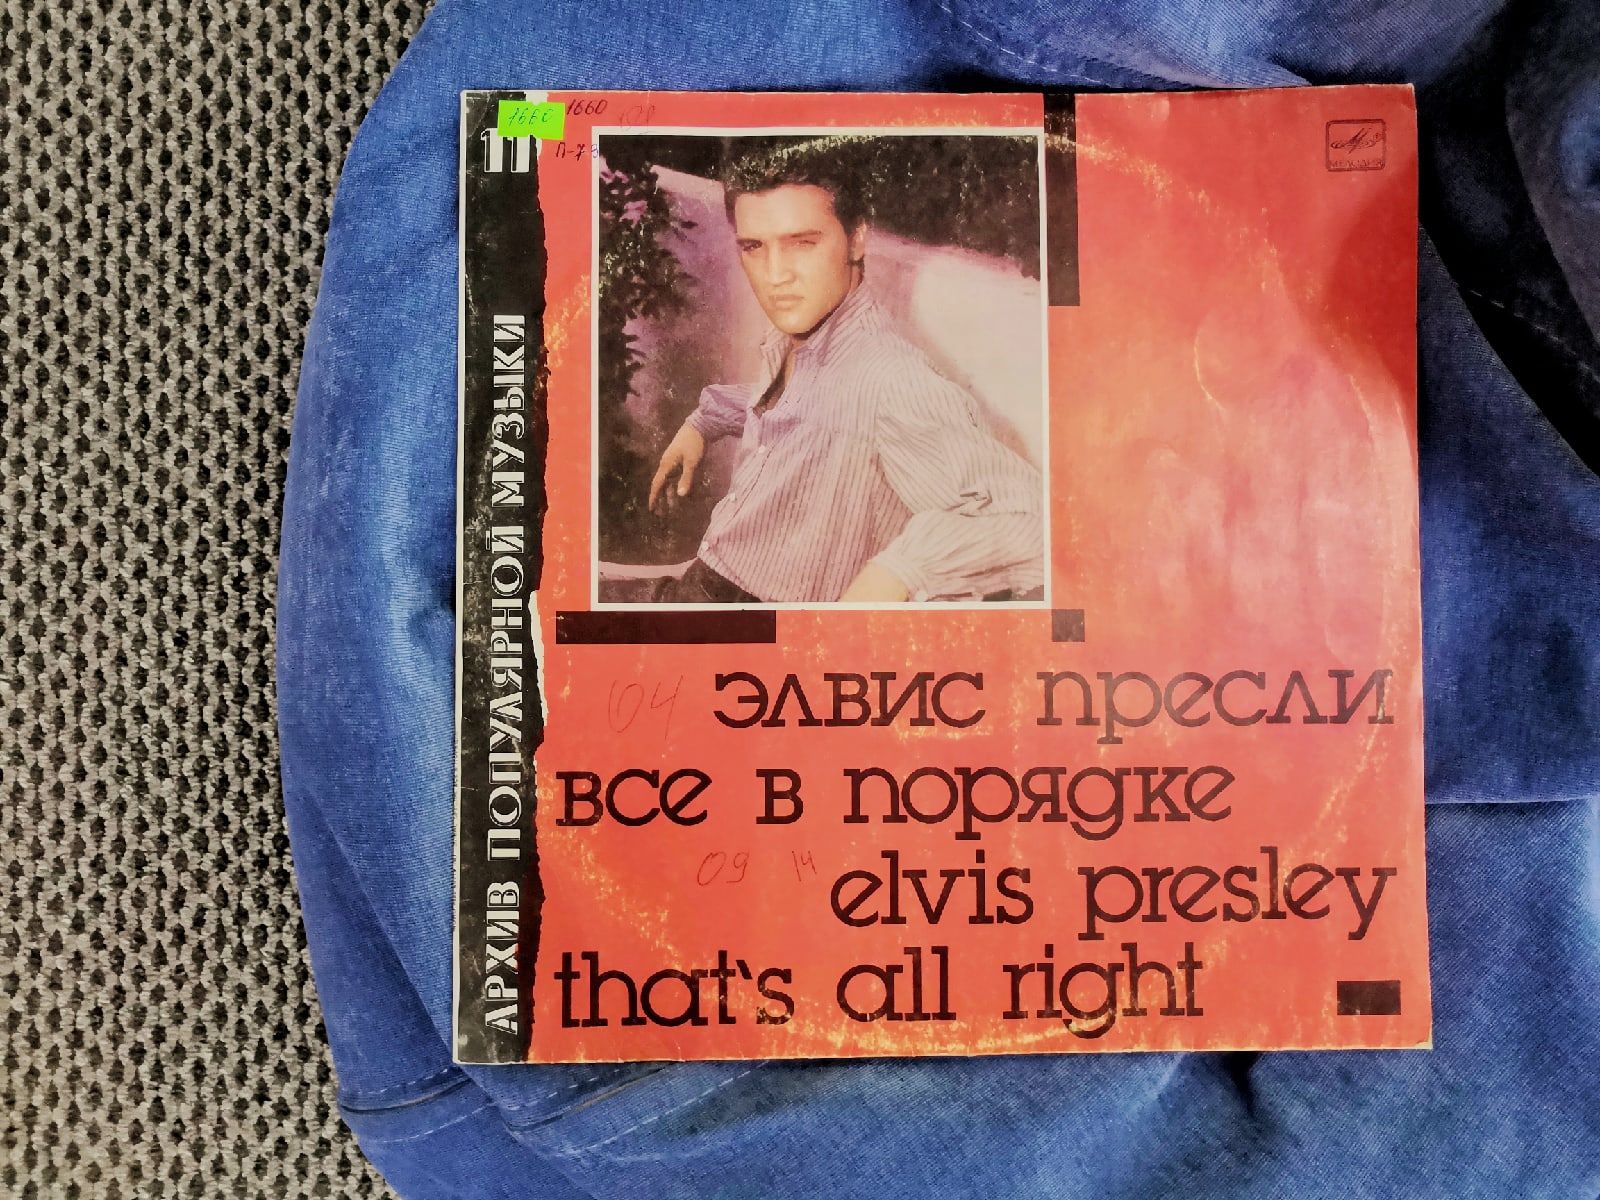 1660
1660
11
П-7
МЕЛОДИЯ
АРХИВ ПОПУЛЯРНОЙ МУЗЫКИ
04
элвис пресли
все в порядке
09 14
elvis presley
that's all right